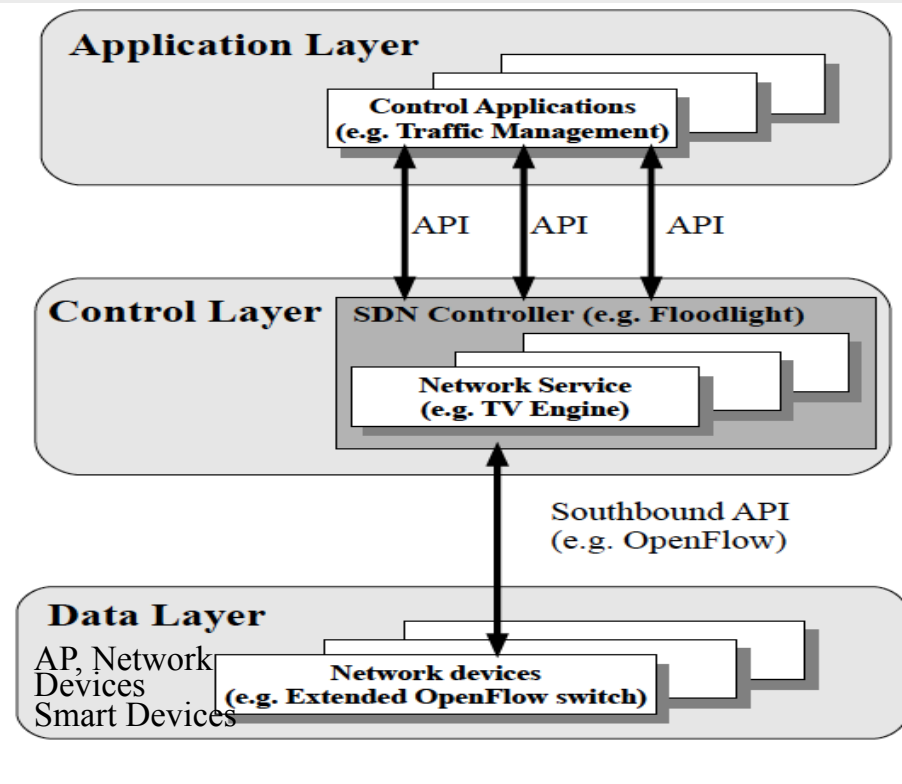 Application Layer
Control Applications
(e.g. Traffic Management)
API
API
API
Control Layer
SDN Controller (e.g. Floodlight)
Network Service
(e.g. TV Engine)
Southbound API
(e.g. OpenFlow)
Data Layer
AP, Network
Devices
Smart Devices
Network devices
(e.g. Extended OpenFlow switch)